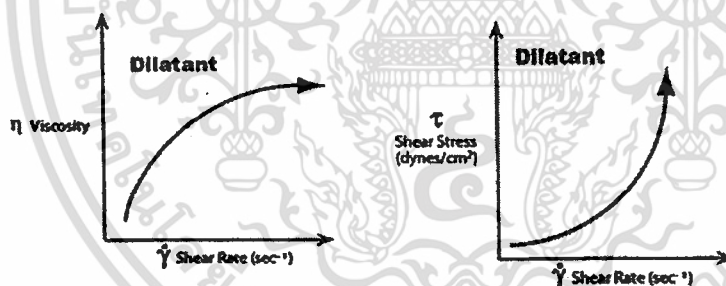 Dilatant
η Viscosity
γ̇ Shear Rate (sec⁻¹)
Dilatant
τ
Shear Stress
(dynes/cm²)
γ̇ Shear Rate (sec⁻¹)